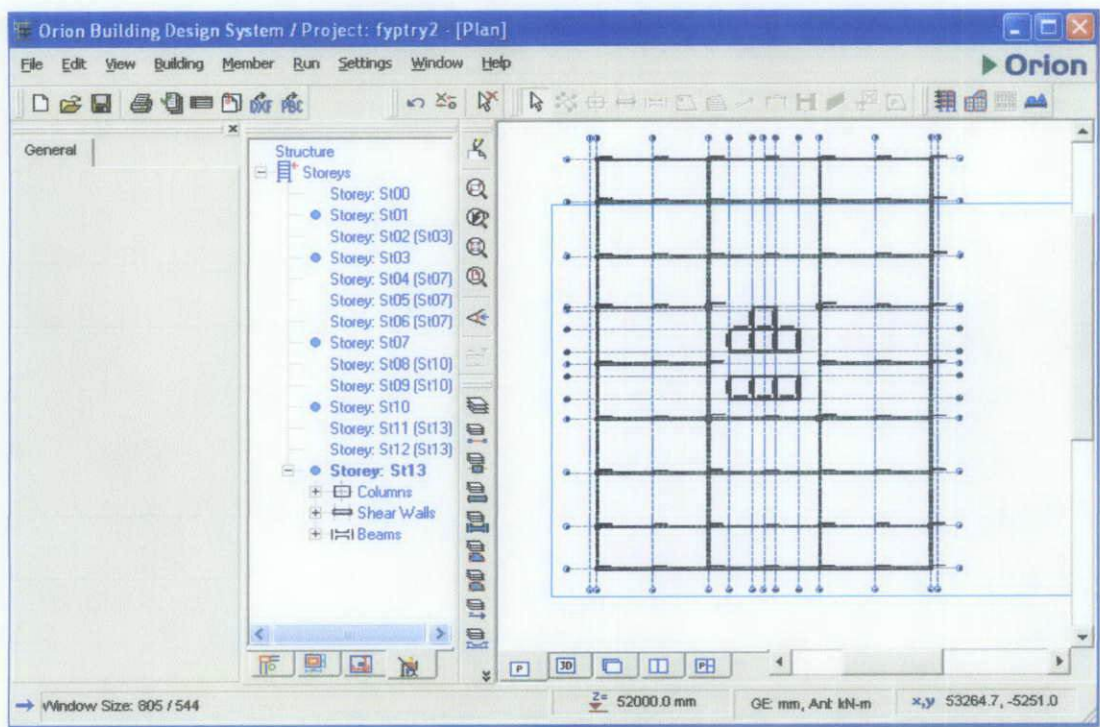 Orion Building Design System / Project: fyptry2 - [Plan]
File Edit View Building Member Run Settings Window Help
Orion
DXF PBC
General
Structure
Storeys
Storey: St00
Storey: St01
Storey: St02 (St03)
Storey: St03
Storey: St04 (St07)
Storey: St05 (St07)
Storey: St06 (St07)
Storey: St07
Storey: St08 (St10)
Storey: St09 (St10)
Storey: St10
Storey: St11 (St13)
Storey: St12 (St13)
Storey: St13
Columns
Shear Walls
Beams
P 3D P
Window Size: 805 / 544 Z= 52000.0 mm GE: mm, Ant: kN-m x,y 53264.7, -5251.0